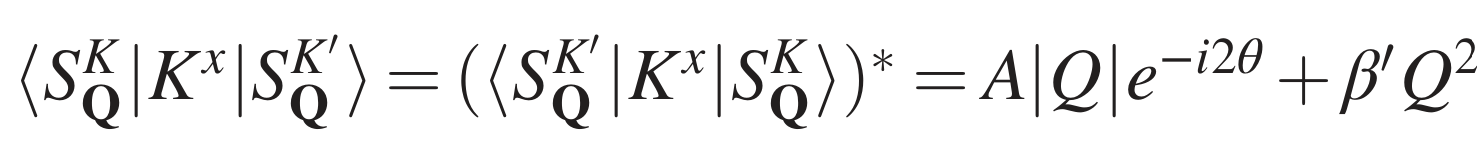 ⟨S_𝐐^K|K^x|S_𝐐^{K′}⟩ = (⟨S_𝐐^{K′}|K^x|S_𝐐^K⟩)^* = A|Q|e^{−i2θ} + β′Q^2